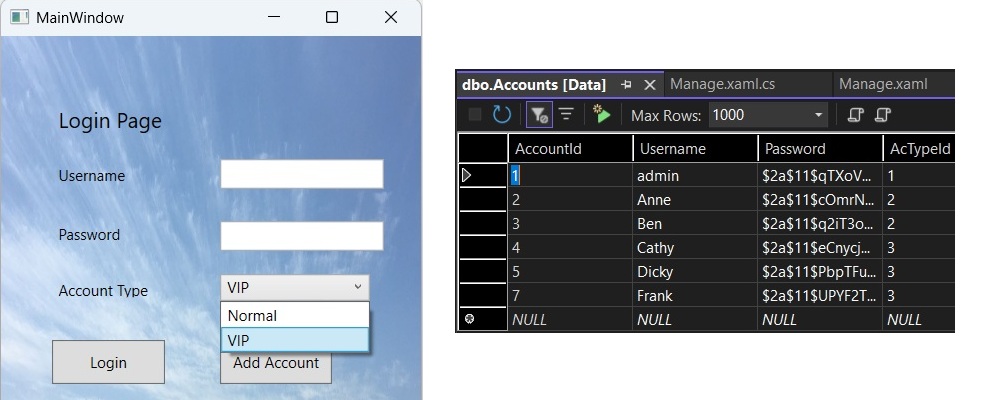 MainWindow
Login Page
Username
Password
Account Type
VIP
Normal
VIP
Login
Add Account
dbo.Accounts [Data]
Manage.xaml.cs
Manage.xaml
Max Rows: 1000
AccountId Username Password AcTypeId
1 admin $2a$11$qTXoV... 1
2 Anne $2a$11$cOmrN... 2
3 Ben $2a$11$q2iT3o... 2
4 Cathy $2a$11$eCnycj... 3
5 Dicky $2a$11$PbpTFu... 3
7 Frank $2a$11$UPYF2T... 3
NULL NULL NULL NULL